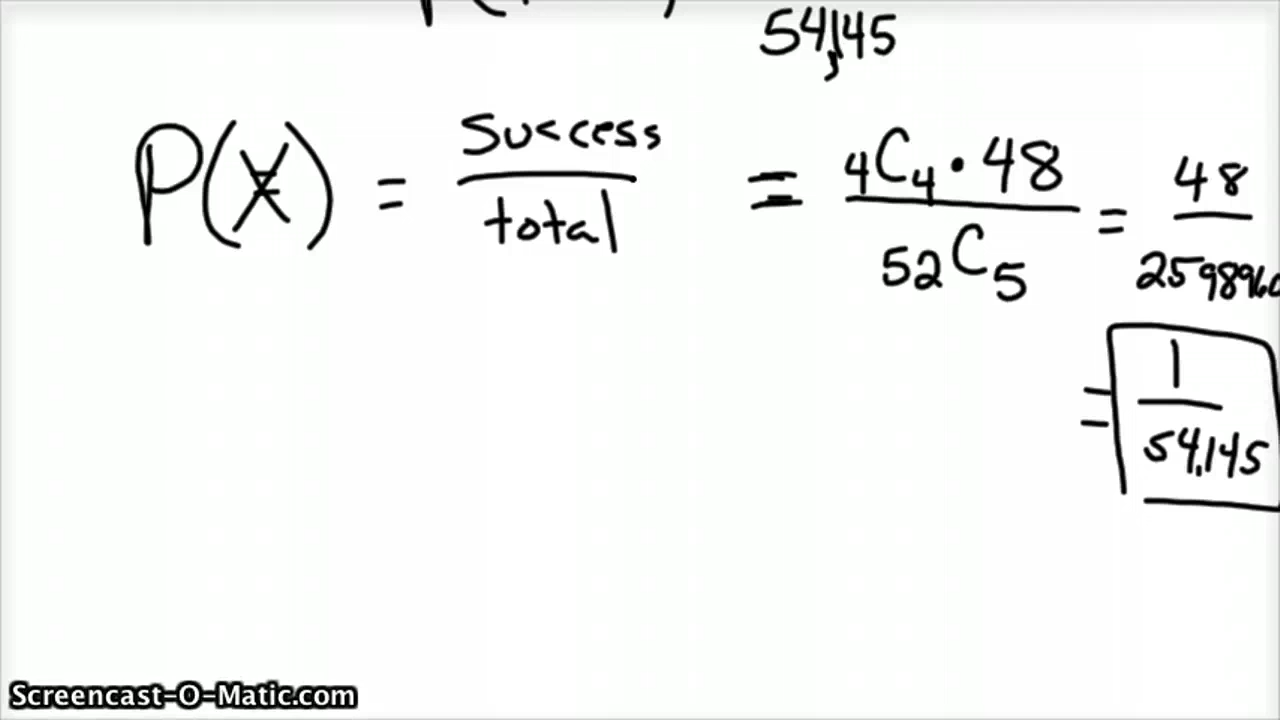 P(
54,145
P(X) = success / total = 4C4 · 48 / 52C5 = 48 / 2598960
= 1 / 54,145
Screencast-O-Matic.com